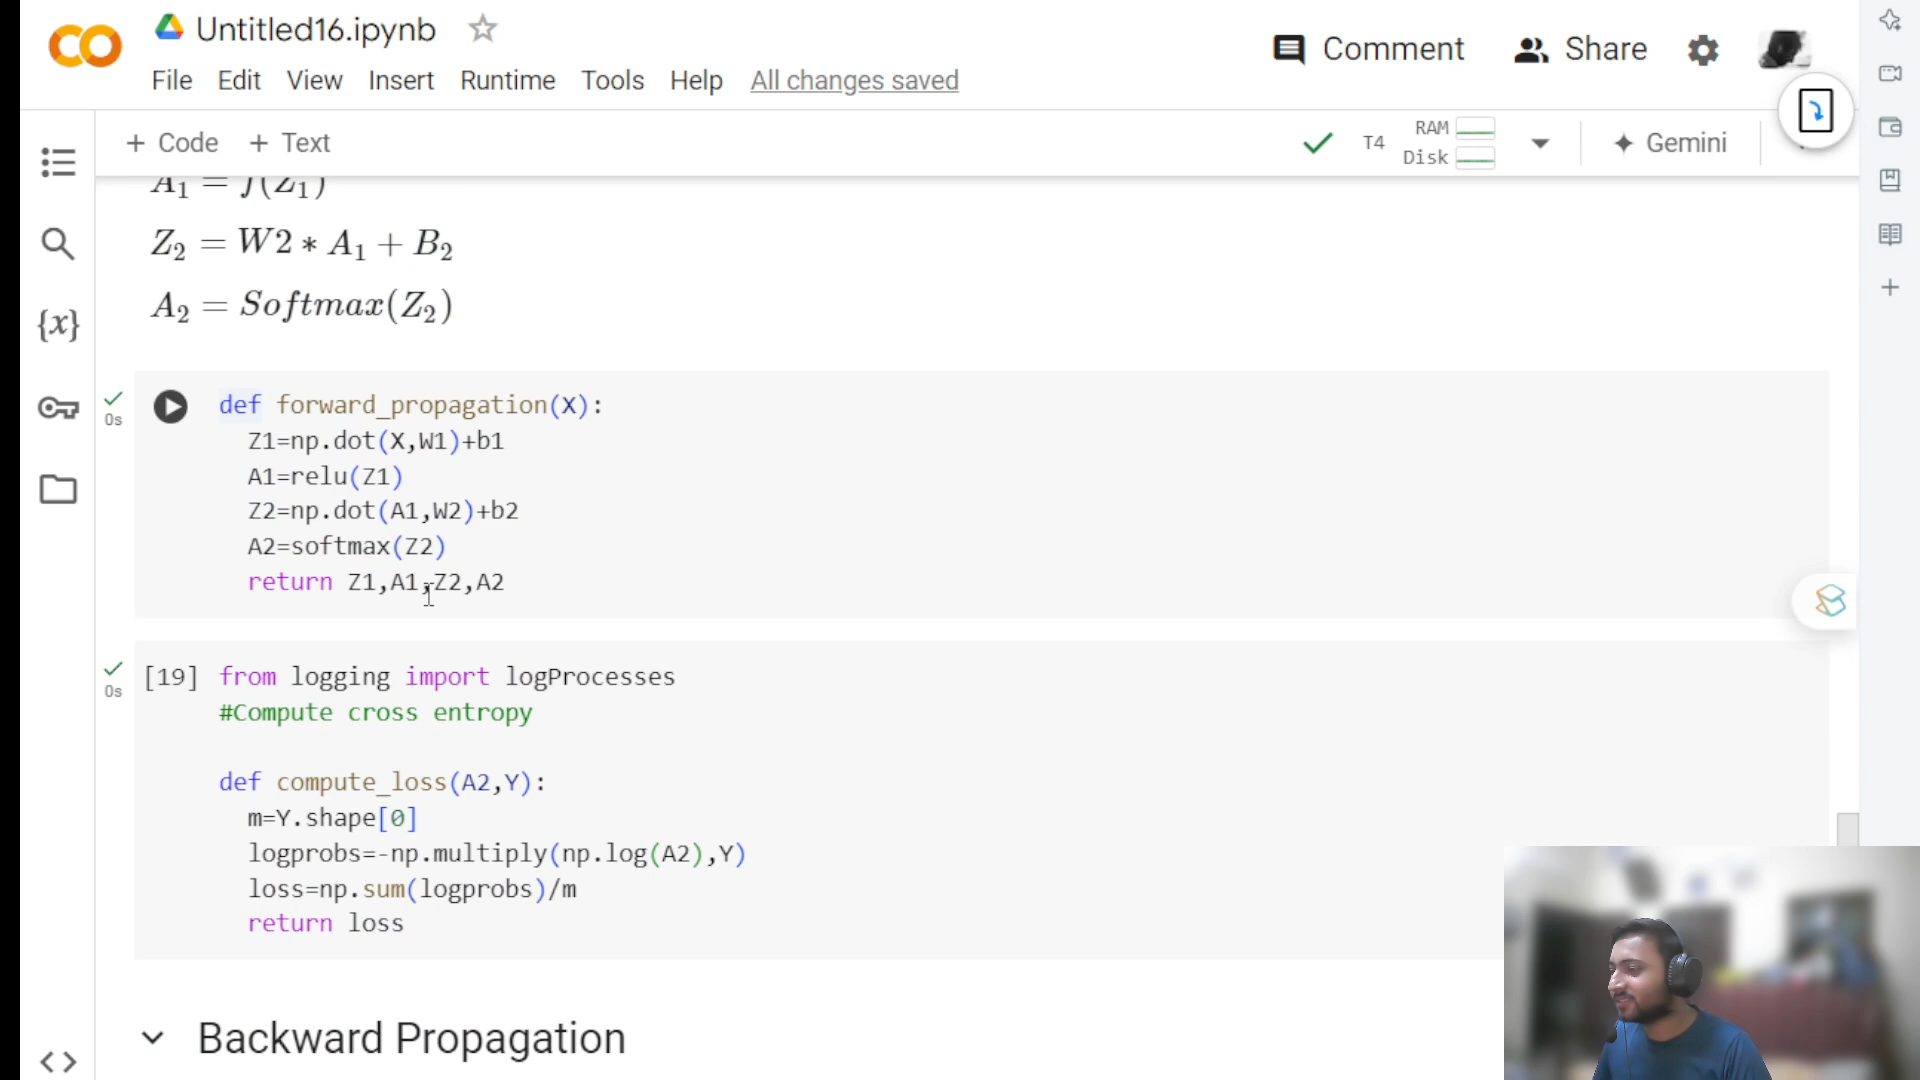 Untitled16.ipynb
Comment
Share
File Edit View Insert Runtime Tools Help All changes saved
+ Code + Text
T4
RAM
Disk
Gemini
A₁ = f(Z₁)
Z₂ = W2 * A₁ + B₂
A₂ = Softmax(Z₂)
0s
def forward_propagation(X):
Z1=np.dot(X,W1)+b1
A1=relu(Z1)
Z2=np.dot(A1,W2)+b2
A2=softmax(Z2)
return Z1,A1,Z2,A2
0s
[19] from logging import logProcesses
#Compute cross entropy
def compute_loss(A2,Y):
m=Y.shape[0]
logprobs=-np.multiply(np.log(A2),Y)
loss=np.sum(logprobs)/m
return loss
Backward Propagation